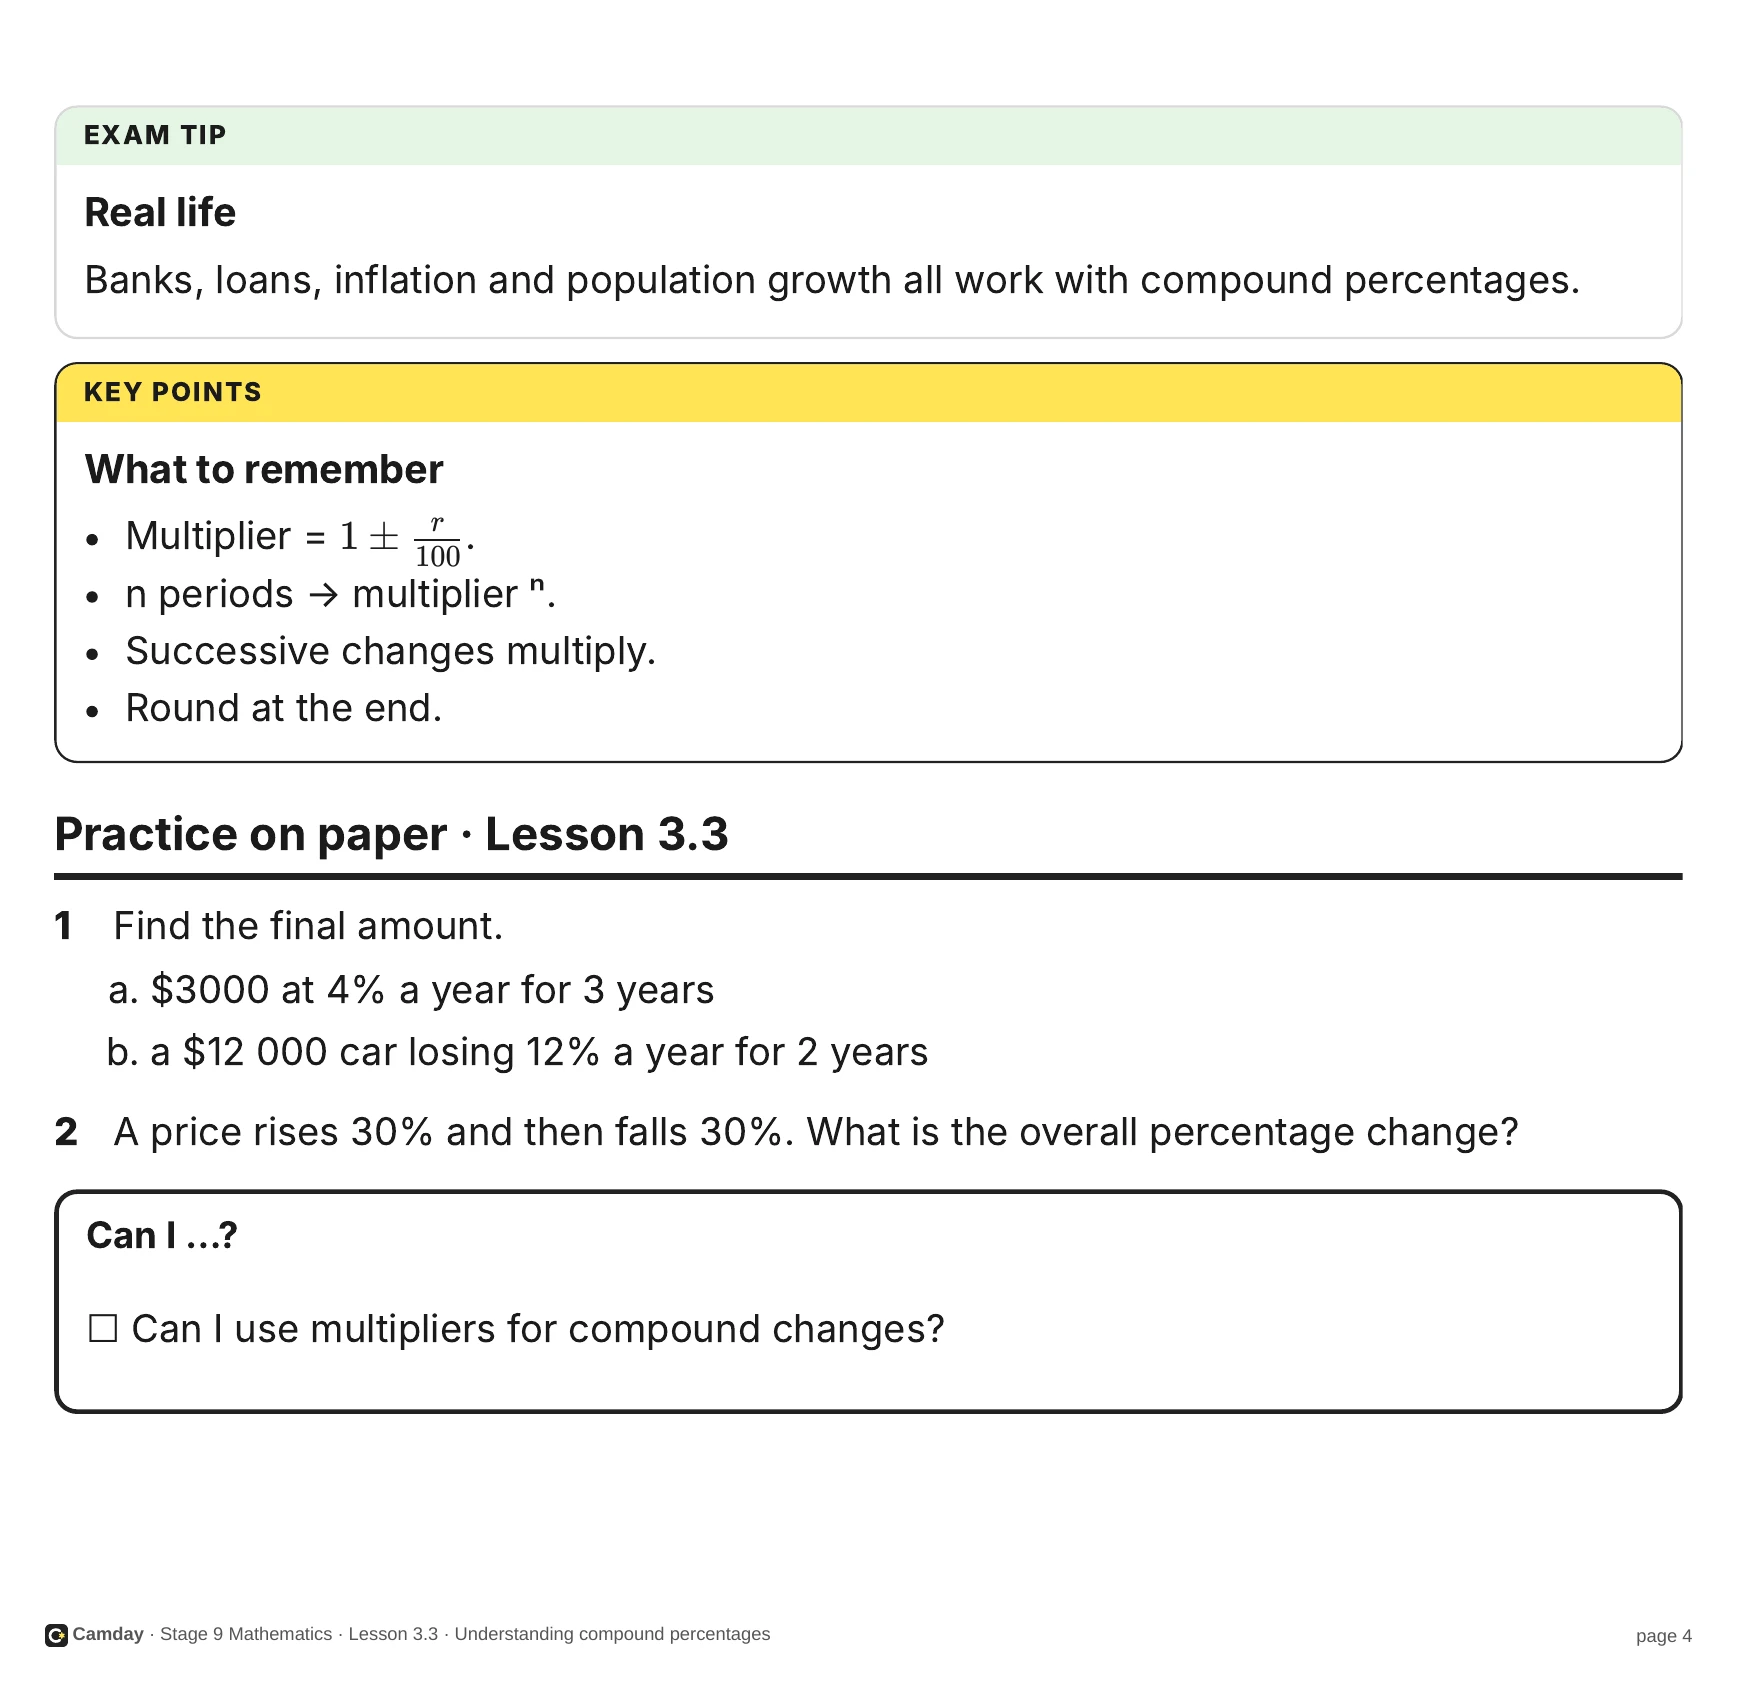 EXAM TIP
Real life
Banks, loans, inflation and population growth all work with compound percentages.
KEY POINTS
What to remember
• Multiplier = 1 ± r/100.
• n periods → multiplier ⁿ.
• Successive changes multiply.
• Round at the end.
Practice on paper · Lesson 3.3
1 Find the final amount.
a. $3000 at 4% a year for 3 years
b. a $12 000 car losing 12% a year for 2 years
2 A price rises 30% and then falls 30%. What is the overall percentage change?
Can I …?
☐ Can I use multipliers for compound changes?
Camday · Stage 9 Mathematics · Lesson 3.3 · Understanding compound percentages
page 4